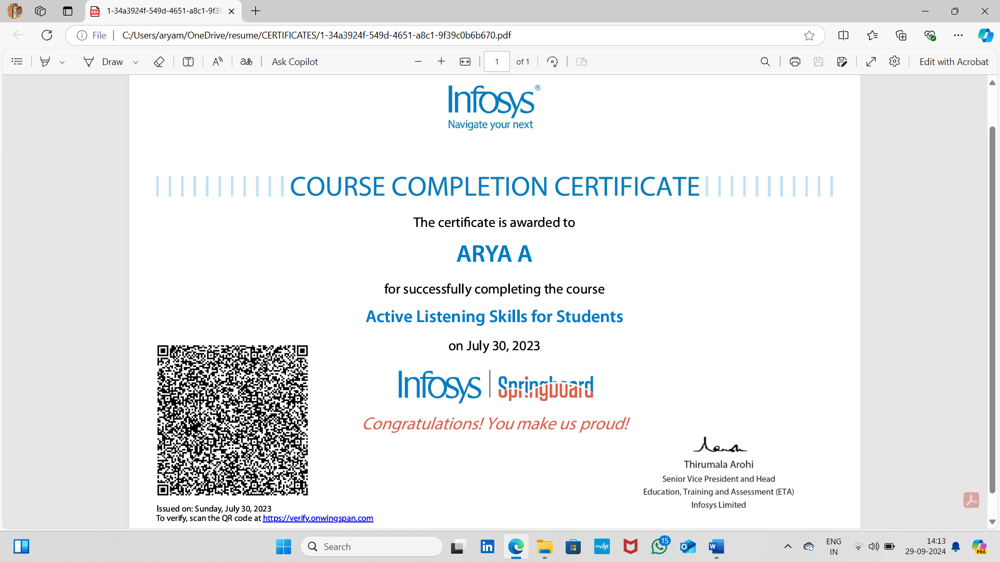 1-34a3924f-549d-4651-a8c1-9f39
File
C:/Users/aryam/OneDrive/resume/CERTIFICATES/1-34a3924f-549d-4651-a8c1-9f39c0b6b670.pdf
Draw
Ask Copilot
1 of 1
Edit with Acrobat
Infosys®
Navigate your next
COURSE COMPLETION CERTIFICATE
The certificate is awarded to
ARYA A
for successfully completing the course
Active Listening Skills for Students
on July 30, 2023
Infosys | Springboard
Congratulations! You make us proud!
Thirumala Arohi
Senior Vice President and Head
Education, Training and Assessment (ETA)
Infosys Limited
Issued on: Sunday, July 30, 2023
To verify, scan the QR code at https://verify.onwingspan.com
Search
15
ENG
IN
14:13
29-09-2024